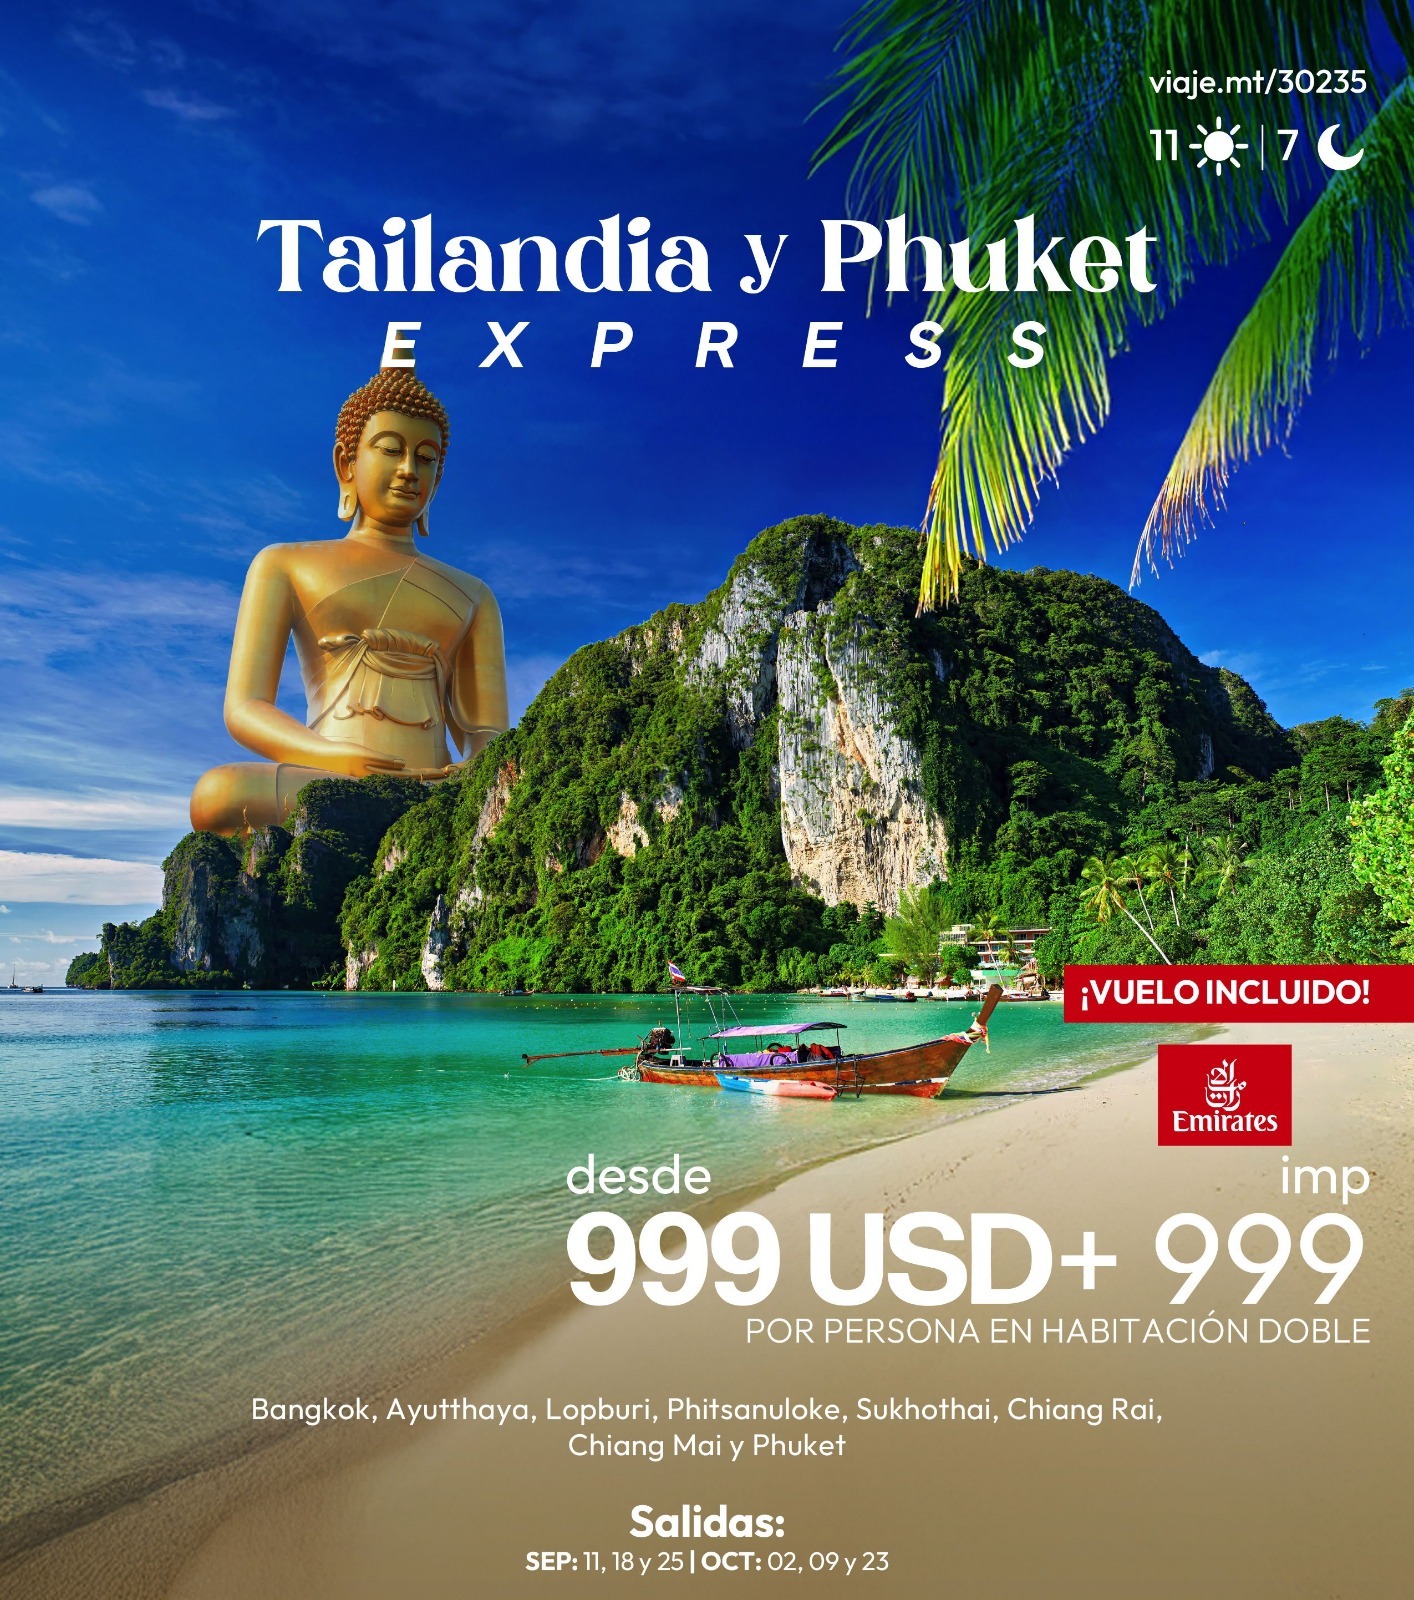 viaje.mt/30235
11 | 7
Tailandia y Phuket
EXPRESS
¡VUELO INCLUIDO!
Emirates
desde
imp
999 USD + 999
POR PERSONA EN HABITACIÓN DOBLE
Bangkok, Ayutthaya, Lopburi, Phitsanuloke, Sukhothai, Chiang Rai,
Chiang Mai y Phuket
Salidas:
SEP: 11, 18 y 25 | OCT: 02, 09 y 23